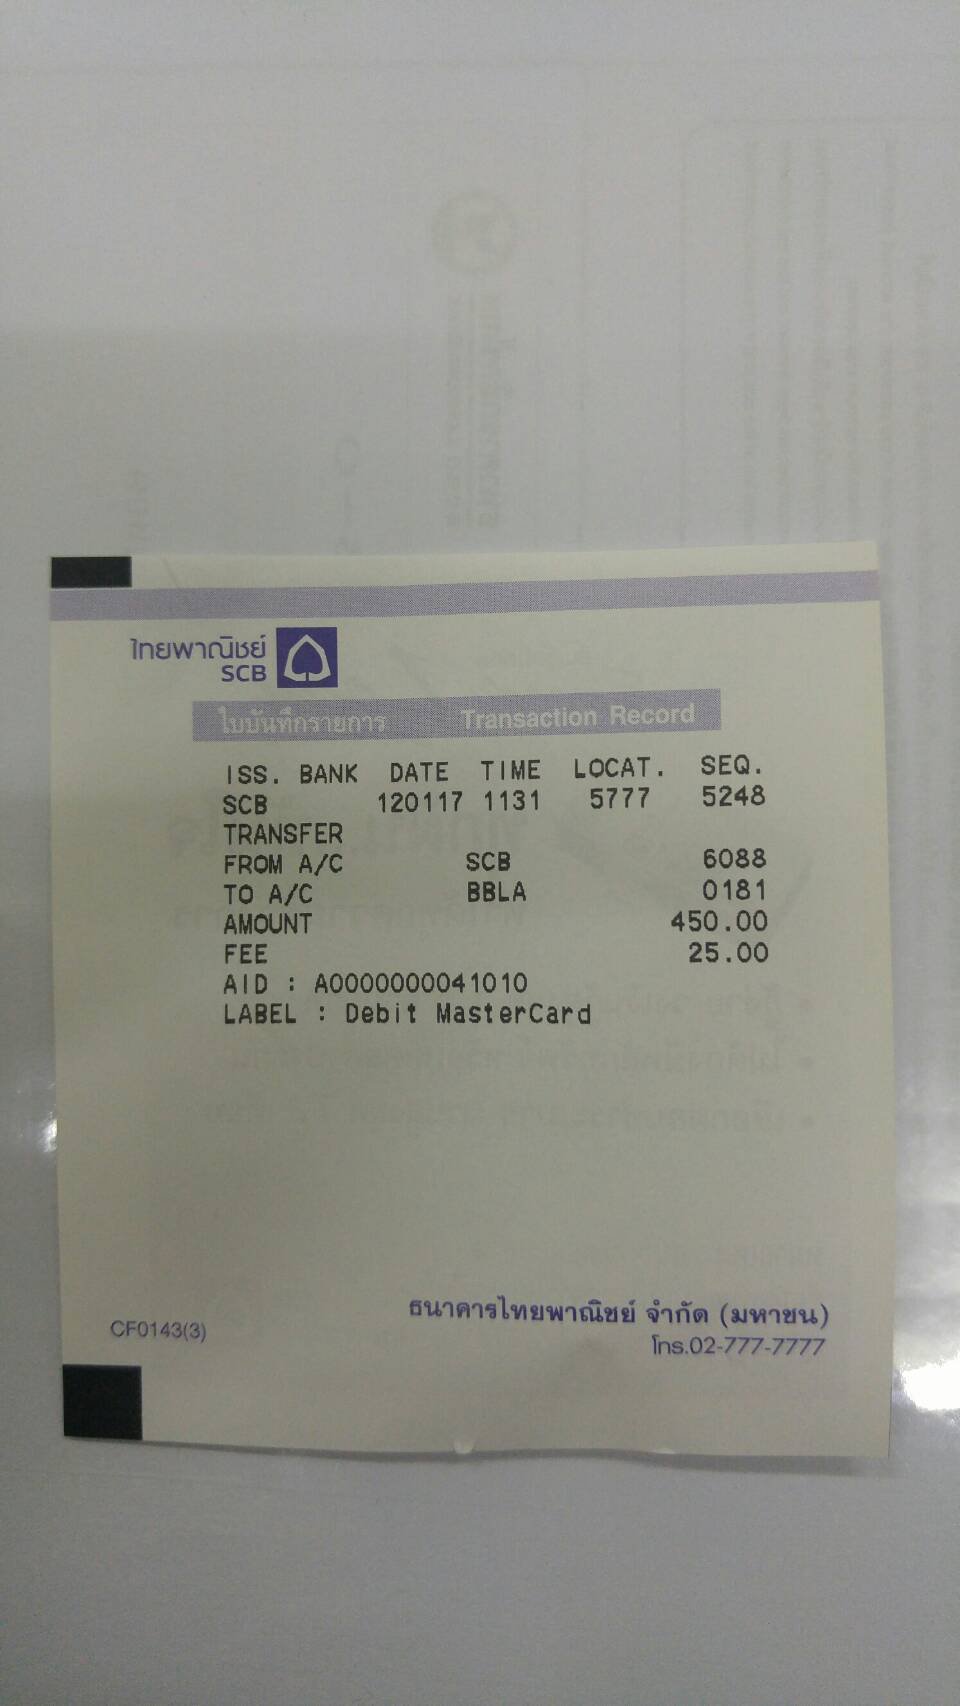 ไทยพาณิชย์
SCB
ใบบันทึกรายการ Transaction Record
ISS. BANK DATE TIME LOCAT. SEQ.
SCB 120117 1131 5777 5248
TRANSFER
FROM A/C SCB 6088
TO A/C BBLA 0181
AMOUNT 450.00
FEE 25.00
AID : A0000000041010
LABEL : Debit MasterCard
ธนาคารไทยพาณิชย์ จำกัด (มหาชน)
CF0143(3)
โทร.02-777-7777